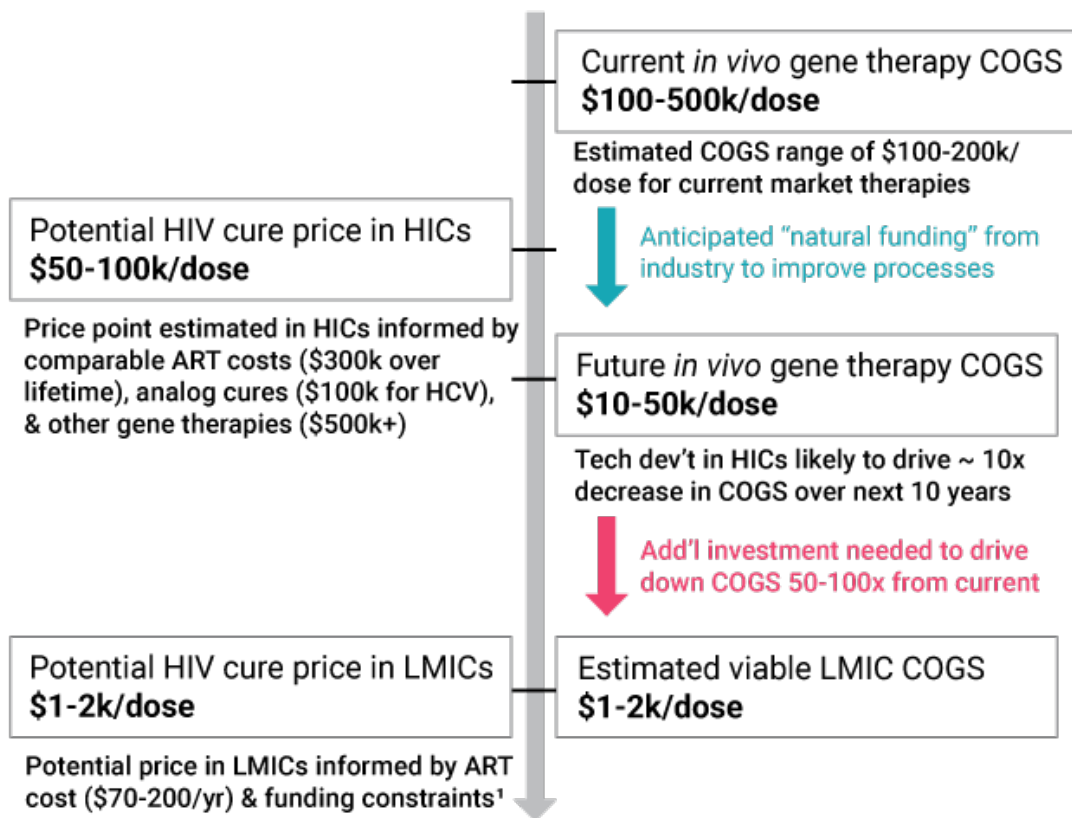 Current in vivo gene therapy COGS
$100-500k/dose
Estimated COGS range of $100-200k/
dose for current market therapies
Potential HIV cure price in HICs
$50-100k/dose
Anticipated “natural funding” from
industry to improve processes
Price point estimated in HICs informed by
comparable ART costs ($300k over
lifetime), analog cures ($100k for HCV),
& other gene therapies ($500k+)
Future in vivo gene therapy COGS
$10-50k/dose
Tech dev’t in HICs likely to drive ~ 10x
decrease in COGS over next 10 years
Add’l investment needed to drive
down COGS 50-100x from current
Potential HIV cure price in LMICs
$1-2k/dose
Estimated viable LMIC COGS
$1-2k/dose
Potential price in LMICs informed by ART
cost ($70-200/yr) & funding constraints¹